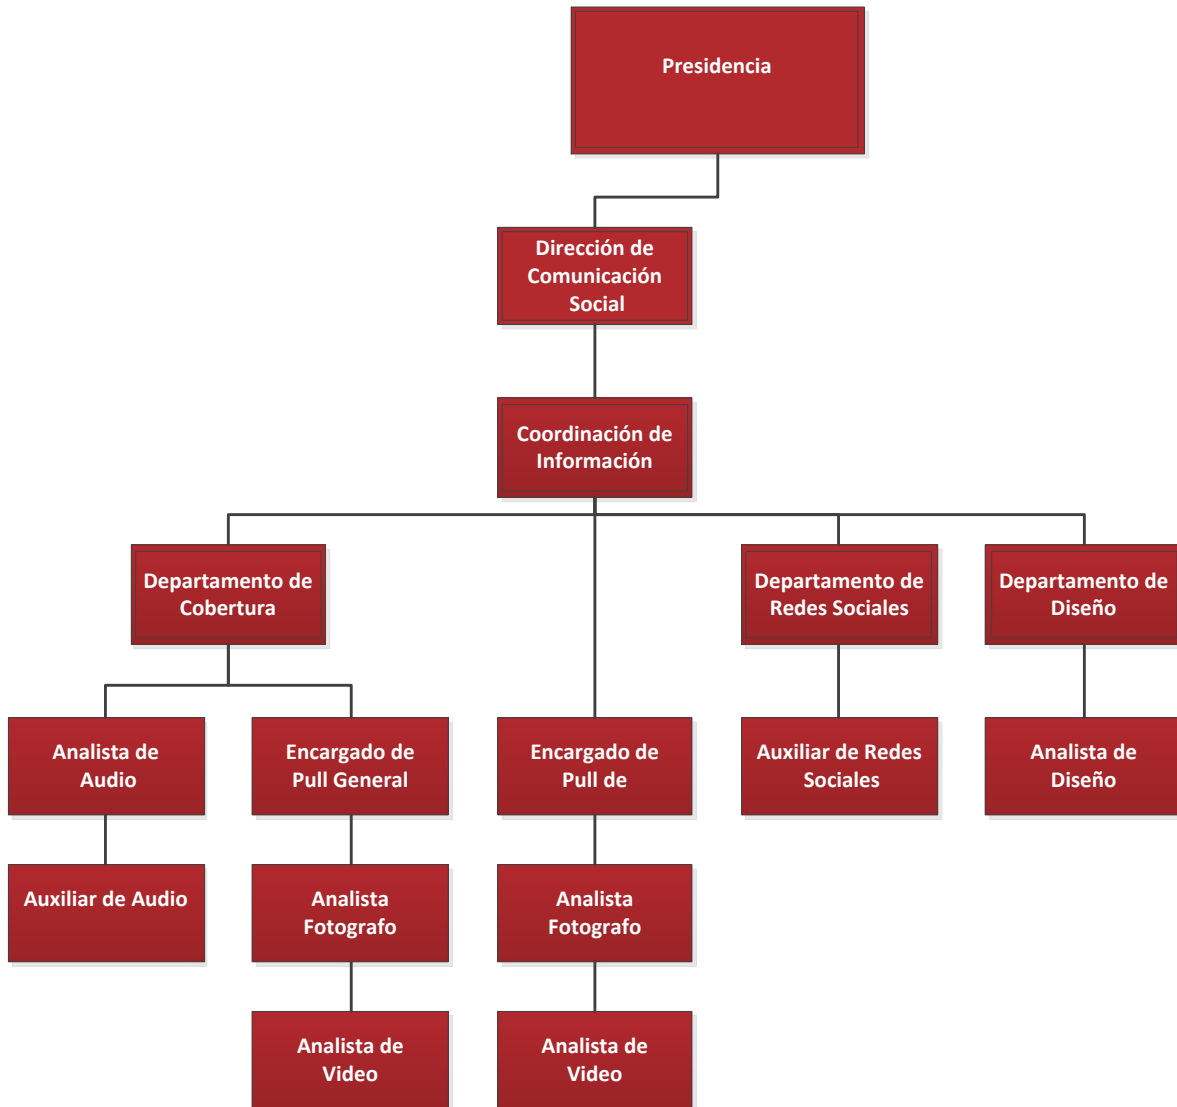 Presidencia
Dirección de
Comunicación
Social
Coordinación de
Información
Departamento de
Cobertura
Departamento de
Redes Sociales
Departamento de
Diseño
Analista de
Audio
Encargado de
Pull General
Encargado de
Pull de
Auxiliar de Redes
Sociales
Analista de
Diseño
Auxiliar de Audio
Analista
Fotografo
Analista
Fotografo
Analista de
Video
Analista de
Video